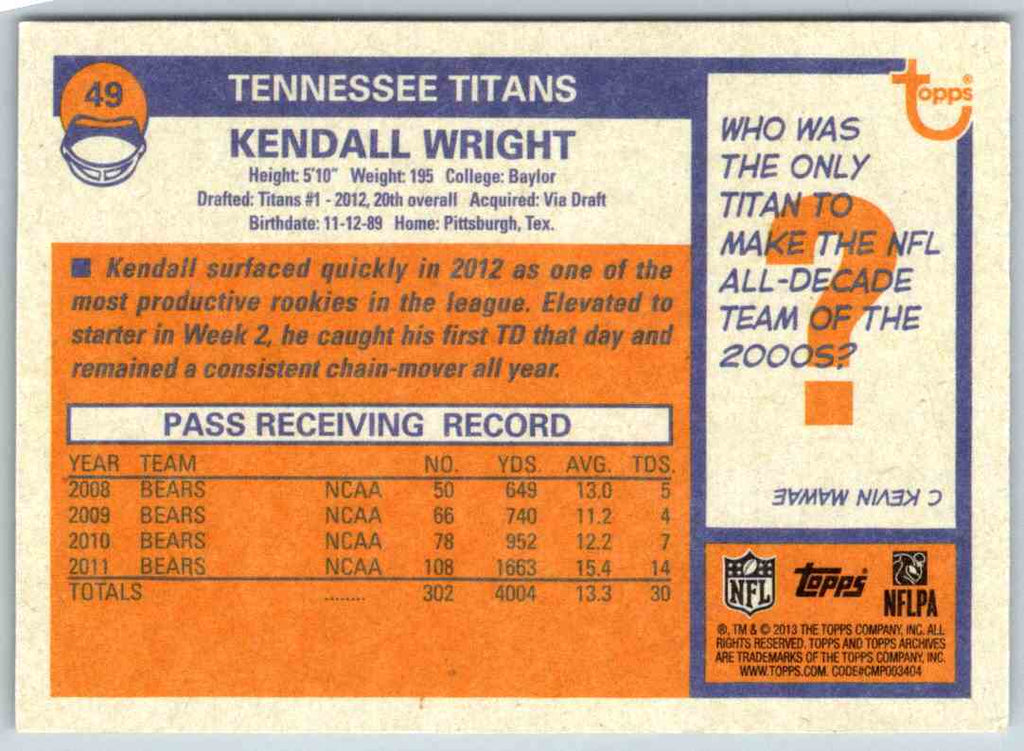 49
TENNESSEE TITANS
KENDALL WRIGHT
Height: 5'10" Weight: 195 College: Baylor
Drafted: Titans #1 - 2012, 20th overall Acquired: Via Draft
Birthdate: 11-12-89 Home: Pittsburgh, Tex.
Kendall surfaced quickly in 2012 as one of the
most productive rookies in the league. Elevated to
starter in Week 2, he caught his first TD that day and
remained a consistent chain-mover all year.
PASS RECEIVING RECORD
YEAR TEAM NO. YDS. AVG. TDS.
2008 BEARS NCAA 50 649 13.0 5
2009 BEARS NCAA 66 740 11.2 4
2010 BEARS NCAA 78 952 12.2 7
2011 BEARS NCAA 108 1663 15.4 14
TOTALS ........ 302 4004 13.3 30
Topps®
WHO WAS
THE ONLY
TITAN TO
MAKE THE NFL
ALL-DECADE
TEAM OF THE
2000S?
?
C KEVIN MAWAE
NFL Topps NFLPA
®, TM & © 2013 THE TOPPS COMPANY, INC. ALL
RIGHTS RESERVED. TOPPS AND TOPPS ARCHIVES
ARE TRADEMARKS OF THE TOPPS COMPANY, INC.
WWW.TOPPS.COM. CODE#CMP003404